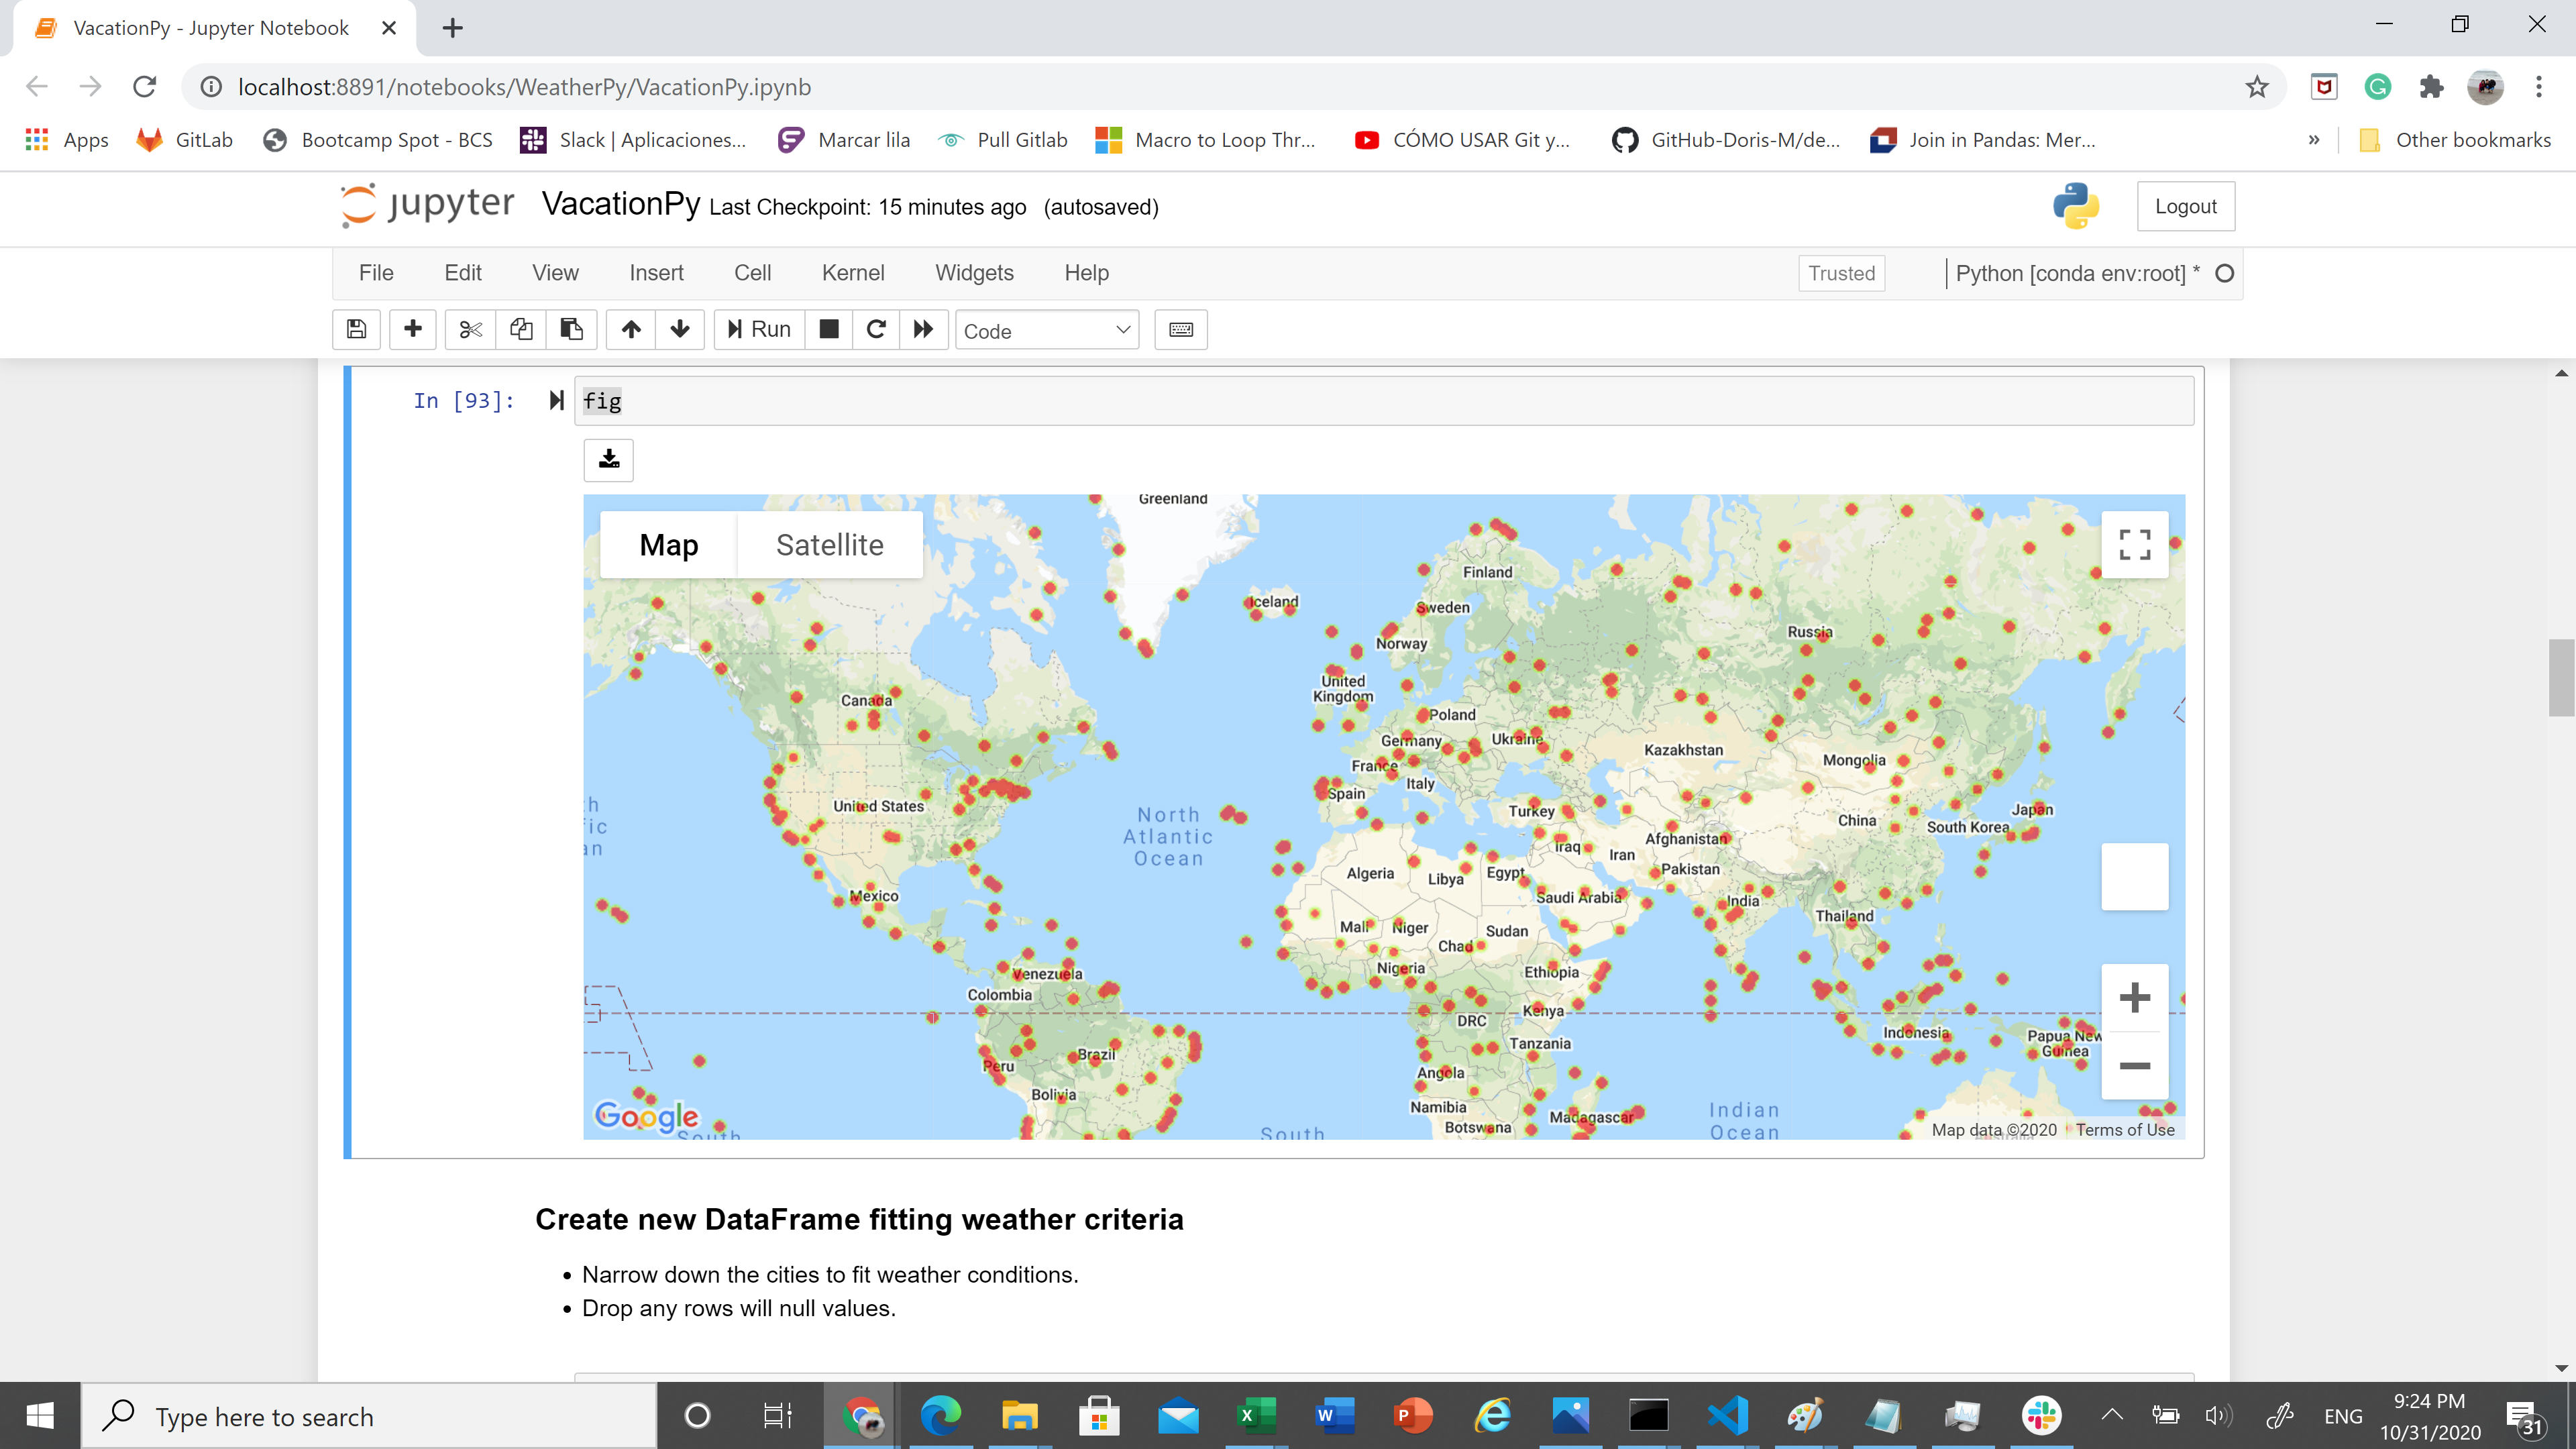 VacationPy - Jupyter Notebook
localhost:8891/notebooks/WeatherPy/VacationPy.ipynb
Apps GitLab Bootcamp Spot - BCS Slack | Aplicaciones... Marcar lila Pull Gitlab Macro to Loop Thr... CÓMO USAR Git y... GitHub-Doris-M/de... Join in Pandas: Mer... » Other bookmarks
jupyter VacationPy Last Checkpoint: 15 minutes ago (autosaved) Logout
File Edit View Insert Cell Kernel Widgets Help Trusted Python [conda env:root] *
Run Code
In [93]: fig
Greenland
Map Satellite
Finland
Iceland
Sweden
Russia
Norway
United
Kingdom
Canada
Poland
Germany
Ukraine
Kazakhstan
Mongolia
France
Italy
Spain
United States
North
Atlantic
Ocean
Turkey
Japan
China
South Korea
Afghanistan
Iraq
Iran
Pakistan
Algeria
Libya
Egypt
Saudi Arabia
India
Mexico
Thailand
Mali
Niger
Sudan
Chad
Nigeria
Ethiopia
Venezuela
Colombia
DRC
Kenya
Indonesia
Papua New
Guinea
Tanzania
Brazil
Peru
Angola
Bolivia
Namibia
Madagascar
Botswana
Indian
Ocean
Google
South
South
Map data ©2020 Terms of Use
Create new DataFrame fitting weather criteria
• Narrow down the cities to fit weather conditions.
• Drop any rows will null values.
Type here to search
ENG
9:24 PM
10/31/2020
31